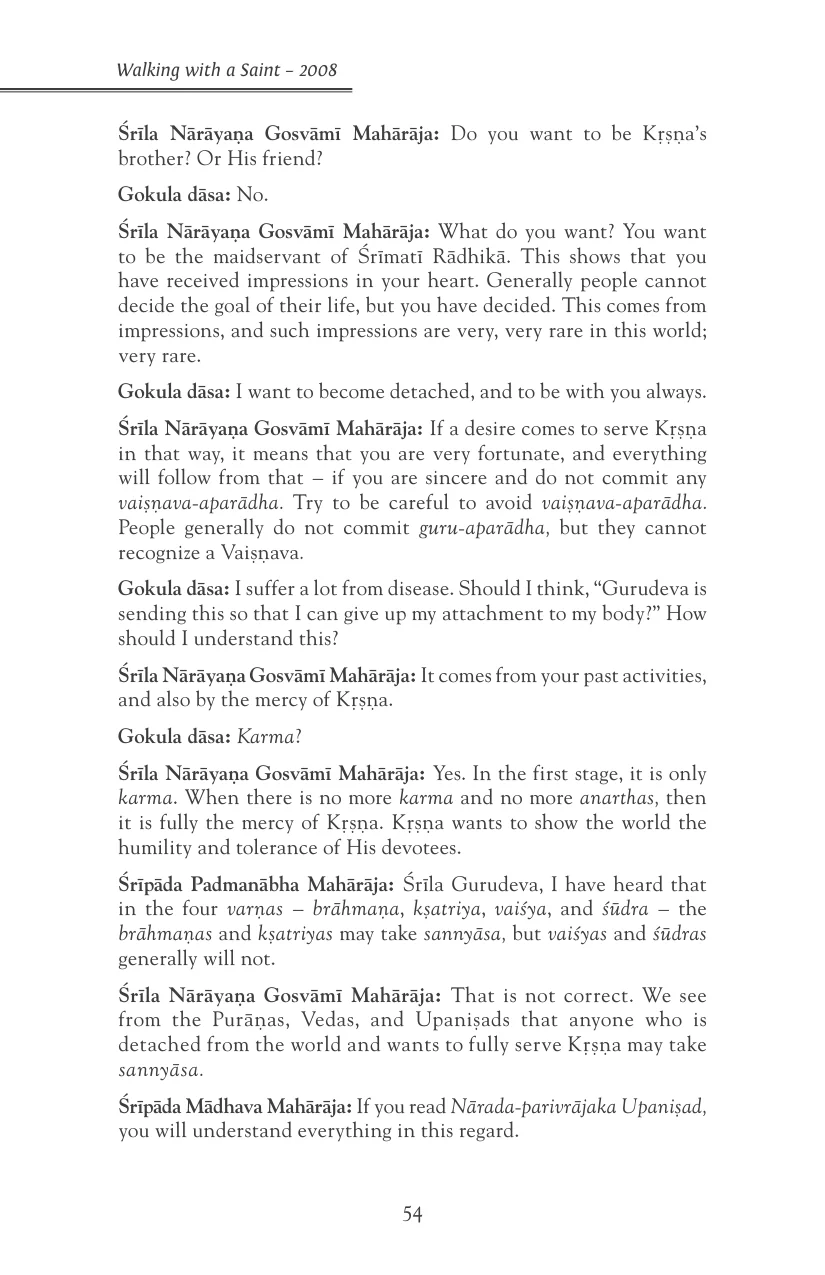 Walking with a Saint – 2008
Śrīla Nārāyaṇa Gosvāmī Mahārāja: Do you want to be Kṛṣṇa’s
brother? Or His friend?
Gokula dāsa: No.
Śrīla Nārāyaṇa Gosvāmī Mahārāja: What do you want? You want
to be the maidservant of Śrīmatī Rādhikā. This shows that you
have received impressions in your heart. Generally people cannot
decide the goal of their life, but you have decided. This comes from
impressions, and such impressions are very, very rare in this world;
very rare.
Gokula dāsa: I want to become detached, and to be with you always.
Śrīla Nārāyaṇa Gosvāmī Mahārāja: If a desire comes to serve Kṛṣṇa
in that way, it means that you are very fortunate, and everything
will follow from that – if you are sincere and do not commit any
vaiṣṇava-aparādha. Try to be careful to avoid vaiṣṇava-aparādha.
People generally do not commit guru-aparādha, but they cannot
recognize a Vaiṣṇava.
Gokula dāsa: I suffer a lot from disease. Should I think, “Gurudeva is
sending this so that I can give up my attachment to my body?” How
should I understand this?
Śrīla Nārāyaṇa Gosvāmī Mahārāja: It comes from your past activities,
and also by the mercy of Kṛṣṇa.
Gokula dāsa: Karma?
Śrīla Nārāyaṇa Gosvāmī Mahārāja: Yes. In the first stage, it is only
karma. When there is no more karma and no more anarthas, then
it is fully the mercy of Kṛṣṇa. Kṛṣṇa wants to show the world the
humility and tolerance of His devotees.
Śrīpāda Padmanābha Mahārāja: Śrīla Gurudeva, I have heard that
in the four varṇas – brāhmaṇa, kṣatriya, vaiśya, and śūdra – the
brāhmaṇas and kṣatriyas may take sannyāsa, but vaiśyas and śūdras
generally will not.
Śrīla Nārāyaṇa Gosvāmī Mahārāja: That is not correct. We see
from the Purāṇas, Vedas, and Upaniṣads that anyone who is
detached from the world and wants to fully serve Kṛṣṇa may take
sannyāsa.
Śrīpāda Mādhava Mahārāja: If you read Nārada-parivrājaka Upaniṣad,
you will understand everything in this regard.
54